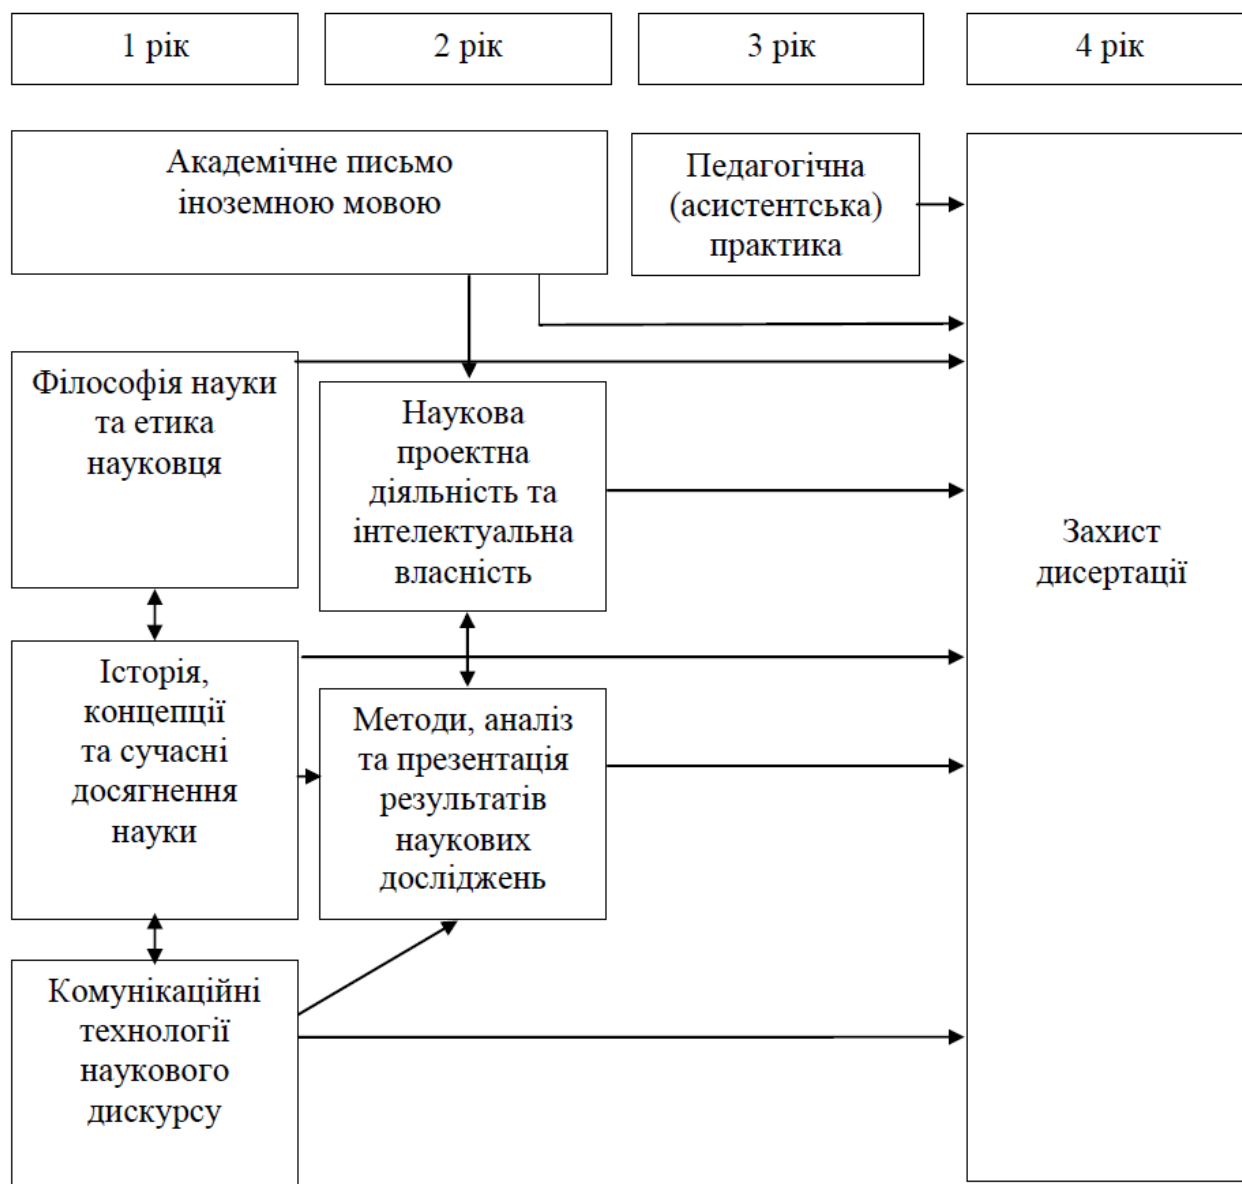 1 рік
2 рік
3 рік
4 рік
Академічне письмо
іноземною мовою
Педагогічна
(асистентська)
практика
Філософія науки
та етика
науковця
Наукова
проектна
діяльність та
інтелектуальна
власність
Захист
дисертації
Історія,
концепції
та сучасні
досягнення
науки
Методи, аналіз
та презентація
результатів
наукових
досліджень
Комунікаційні
технології
наукового
дискурсу